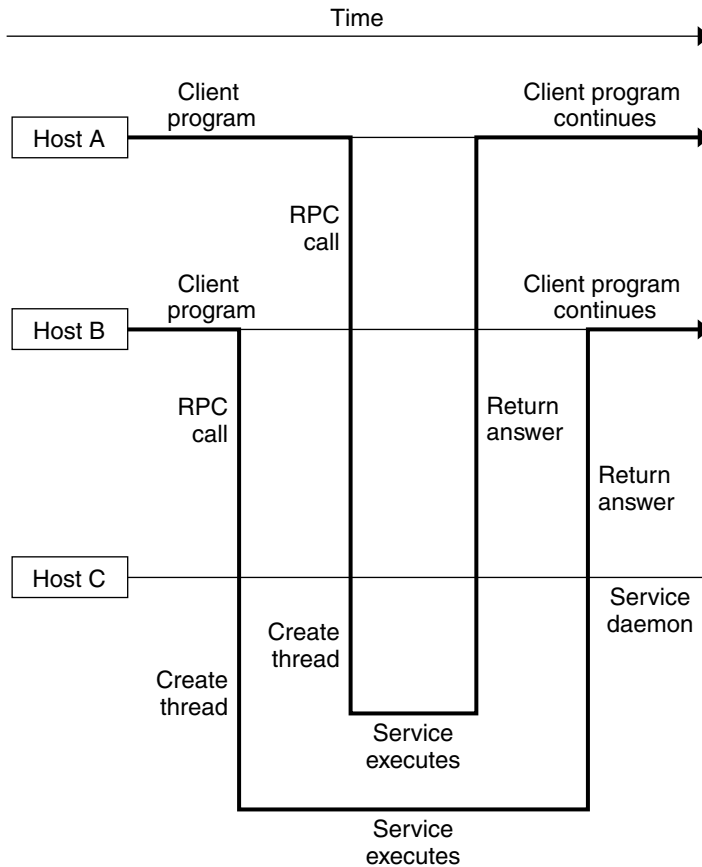 Time
Client
program
Client program
continues
Host A
RPC
call
Client
program
Client program
continues
Host B
RPC
call
Return
answer
Return
answer
Host C
Service
daemon
Create
thread
Create
thread
Service
executes
Service
executes